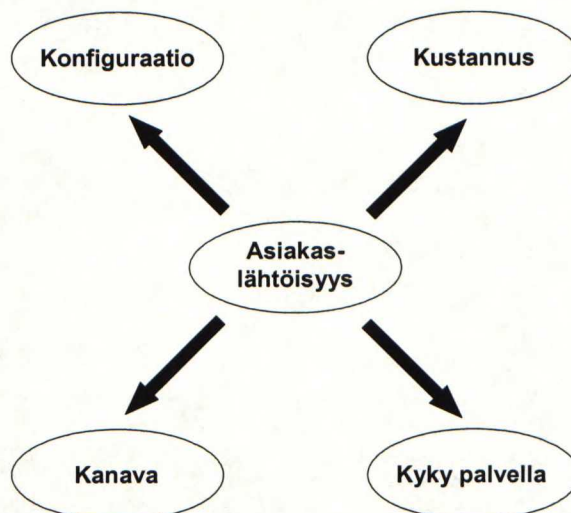 Konfiguraatio
Kustannus
Asiakas-
lähtöisyys
Kanava
Kyky palvella